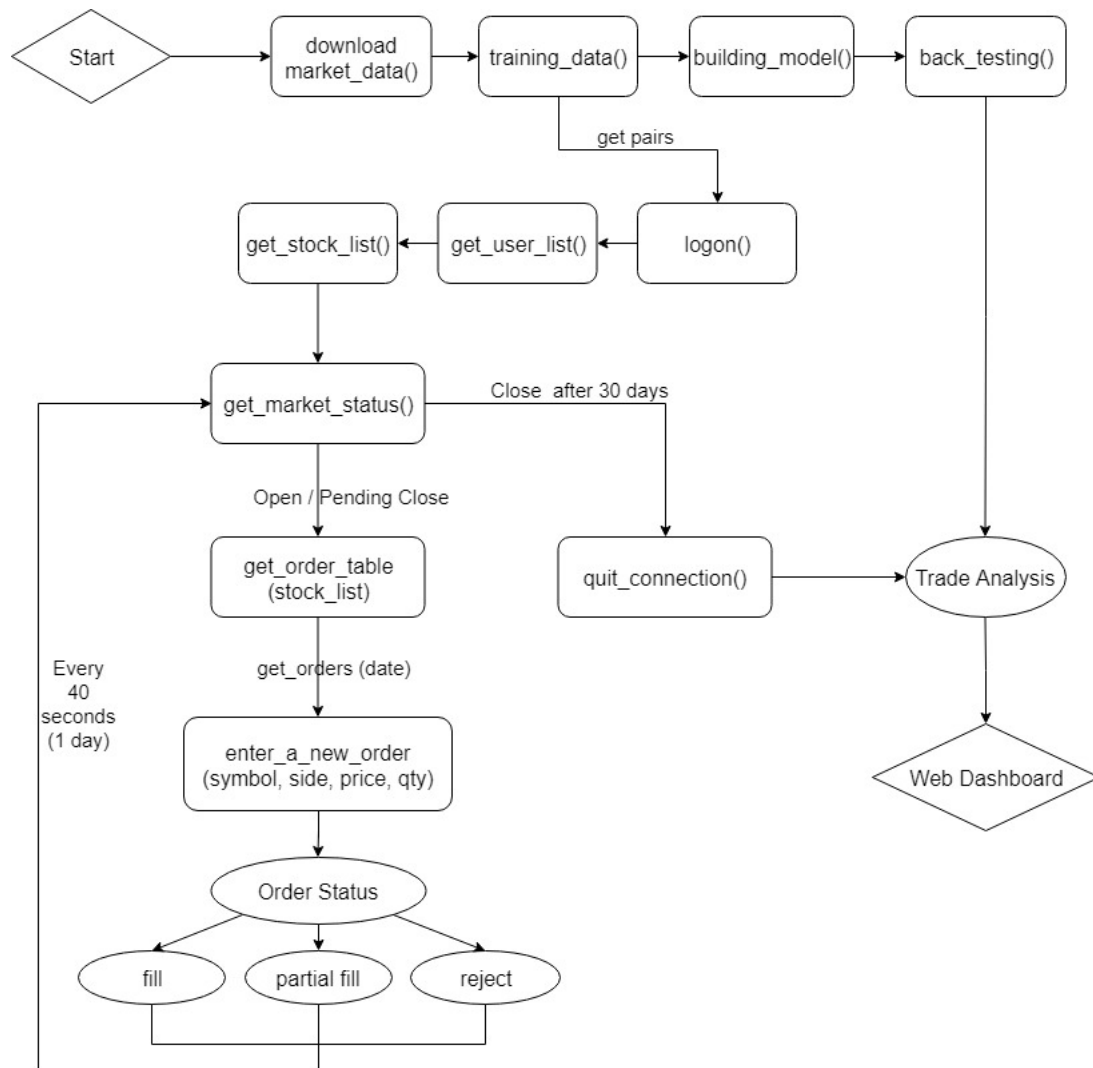 Start
download
market_data()
training_data()
building_model()
back_testing()
get pairs
get_stock_list()
get_user_list()
logon()
get_market_status()
Close after 30 days
Open / Pending Close
get_order_table
(stock_list)
quit_connection()
Trade Analysis
Every
40
seconds
(1 day)
get_orders (date)
enter_a_new_order
(symbol, side, price, qty)
Web Dashboard
Order Status
fill
partial fill
reject